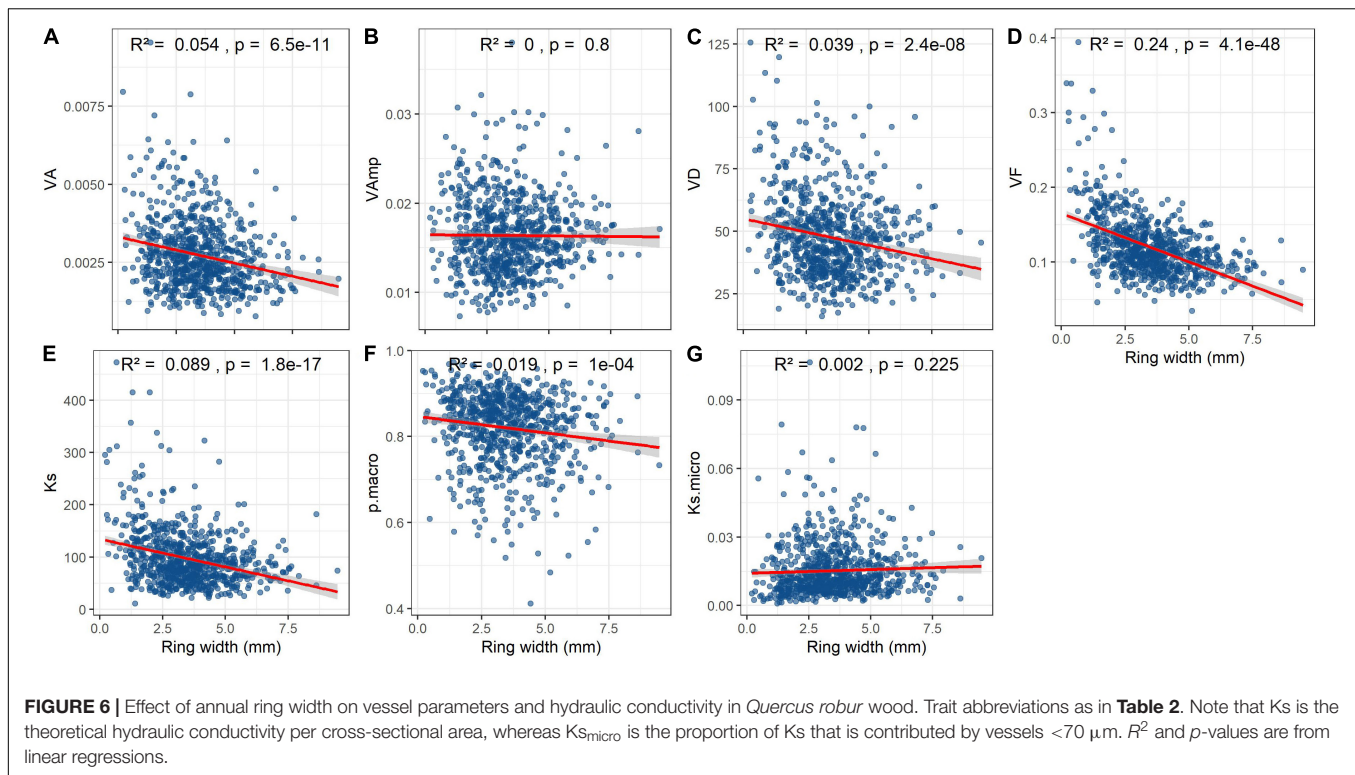 A
R² = 0.054 , p = 6.5e-11
VA
0.0075
0.0050
0.0025
B
R² = 0 , p = 0.8
VAmp
0.03
0.02
0.01
C
R² = 0.039 , p = 2.4e-08
VD
125
100
75
50
25
D
R² = 0.24 , p = 4.1e-48
VF
0.4
0.3
0.2
0.1
0.0 2.5 5.0 7.5
Ring width (mm)
E
R² = 0.089 , p = 1.8e-17
Ks
400
300
200
100
0
0.0 2.5 5.0 7.5
Ring width (mm)
F
R² = 0.019 , p = 1e-04
p.macro
1.0
0.8
0.6
0.4
0.0 2.5 5.0 7.5
Ring width (mm)
G
R² = 0.002 , p = 0.225
Ks.micro
0.09
0.06
0.03
0.00
0.0 2.5 5.0 7.5
Ring width (mm)
FIGURE 6 | Effect of annual ring width on vessel parameters and hydraulic conductivity in Quercus robur wood. Trait abbreviations as in Table 2. Note that Ks is the
theoretical hydraulic conductivity per cross-sectional area, whereas Ksmicro is the proportion of Ks that is contributed by vessels <70 μm. R² and p-values are from
linear regressions.